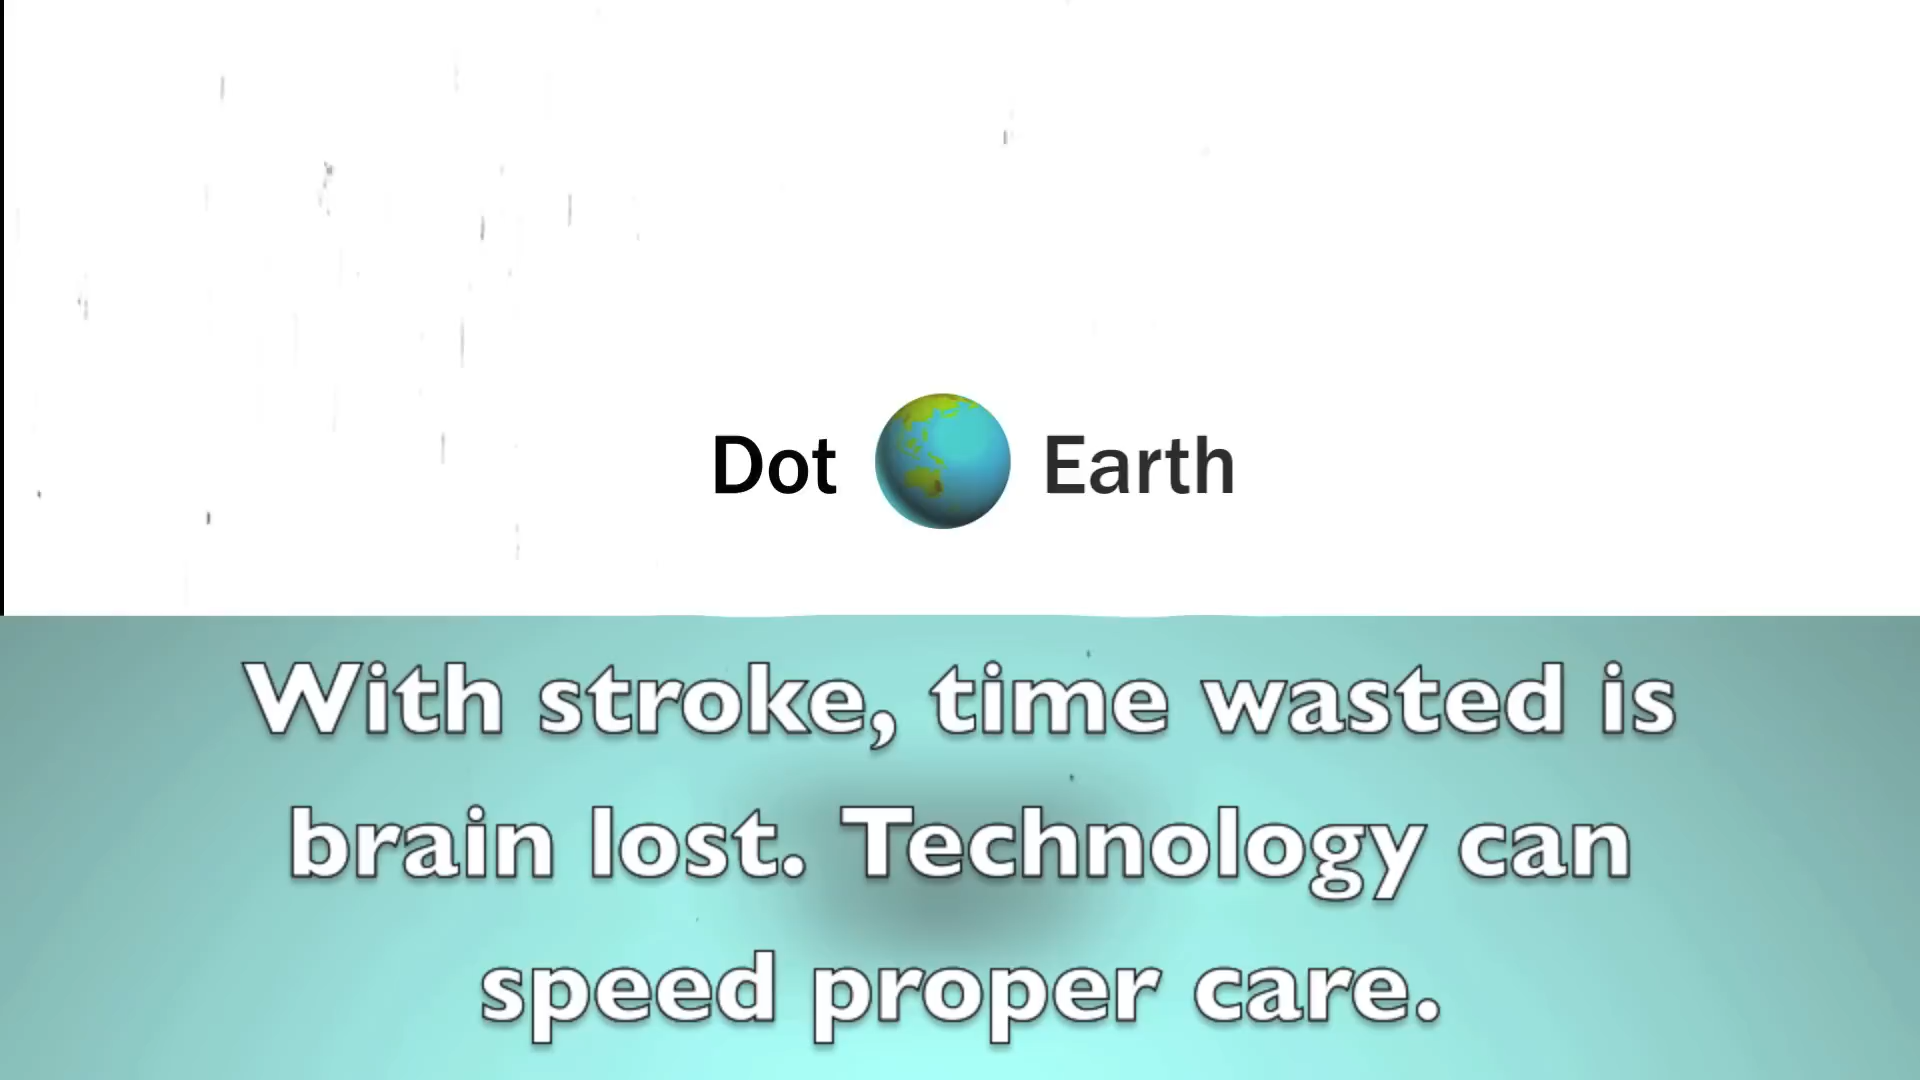 Dot Earth
With stroke, time wasted is
brain lost. Technology can
speed proper care.